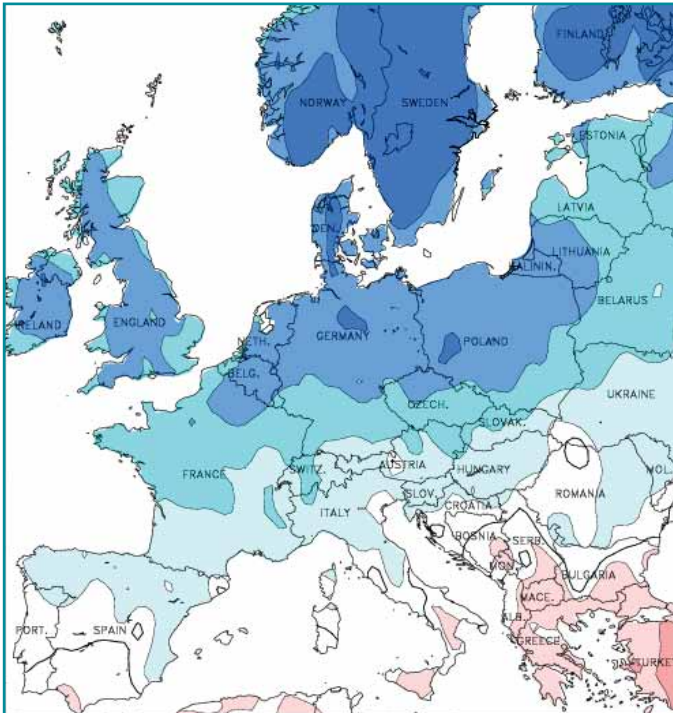 FINLAND
NORWAY
SWEDEN
ESTONIA
LATVIA
DEN.
LITHUANIA
KALININ.
BELARUS
IRELAND
ENGLAND
NETH.
GERMANY
POLAND
BELG.
UKRAINE
CZECH.
SLOVAK.
FRANCE
SWITZ.
AUSTRIA
HUNGARY
MOL.
SLOV.
ROMANIA
CROATIA
ITALY
BOSNIA
SERB.
MON.
BULGARIA
MACE.
ALB.
PORT.
SPAIN
GREECE
TURKEY